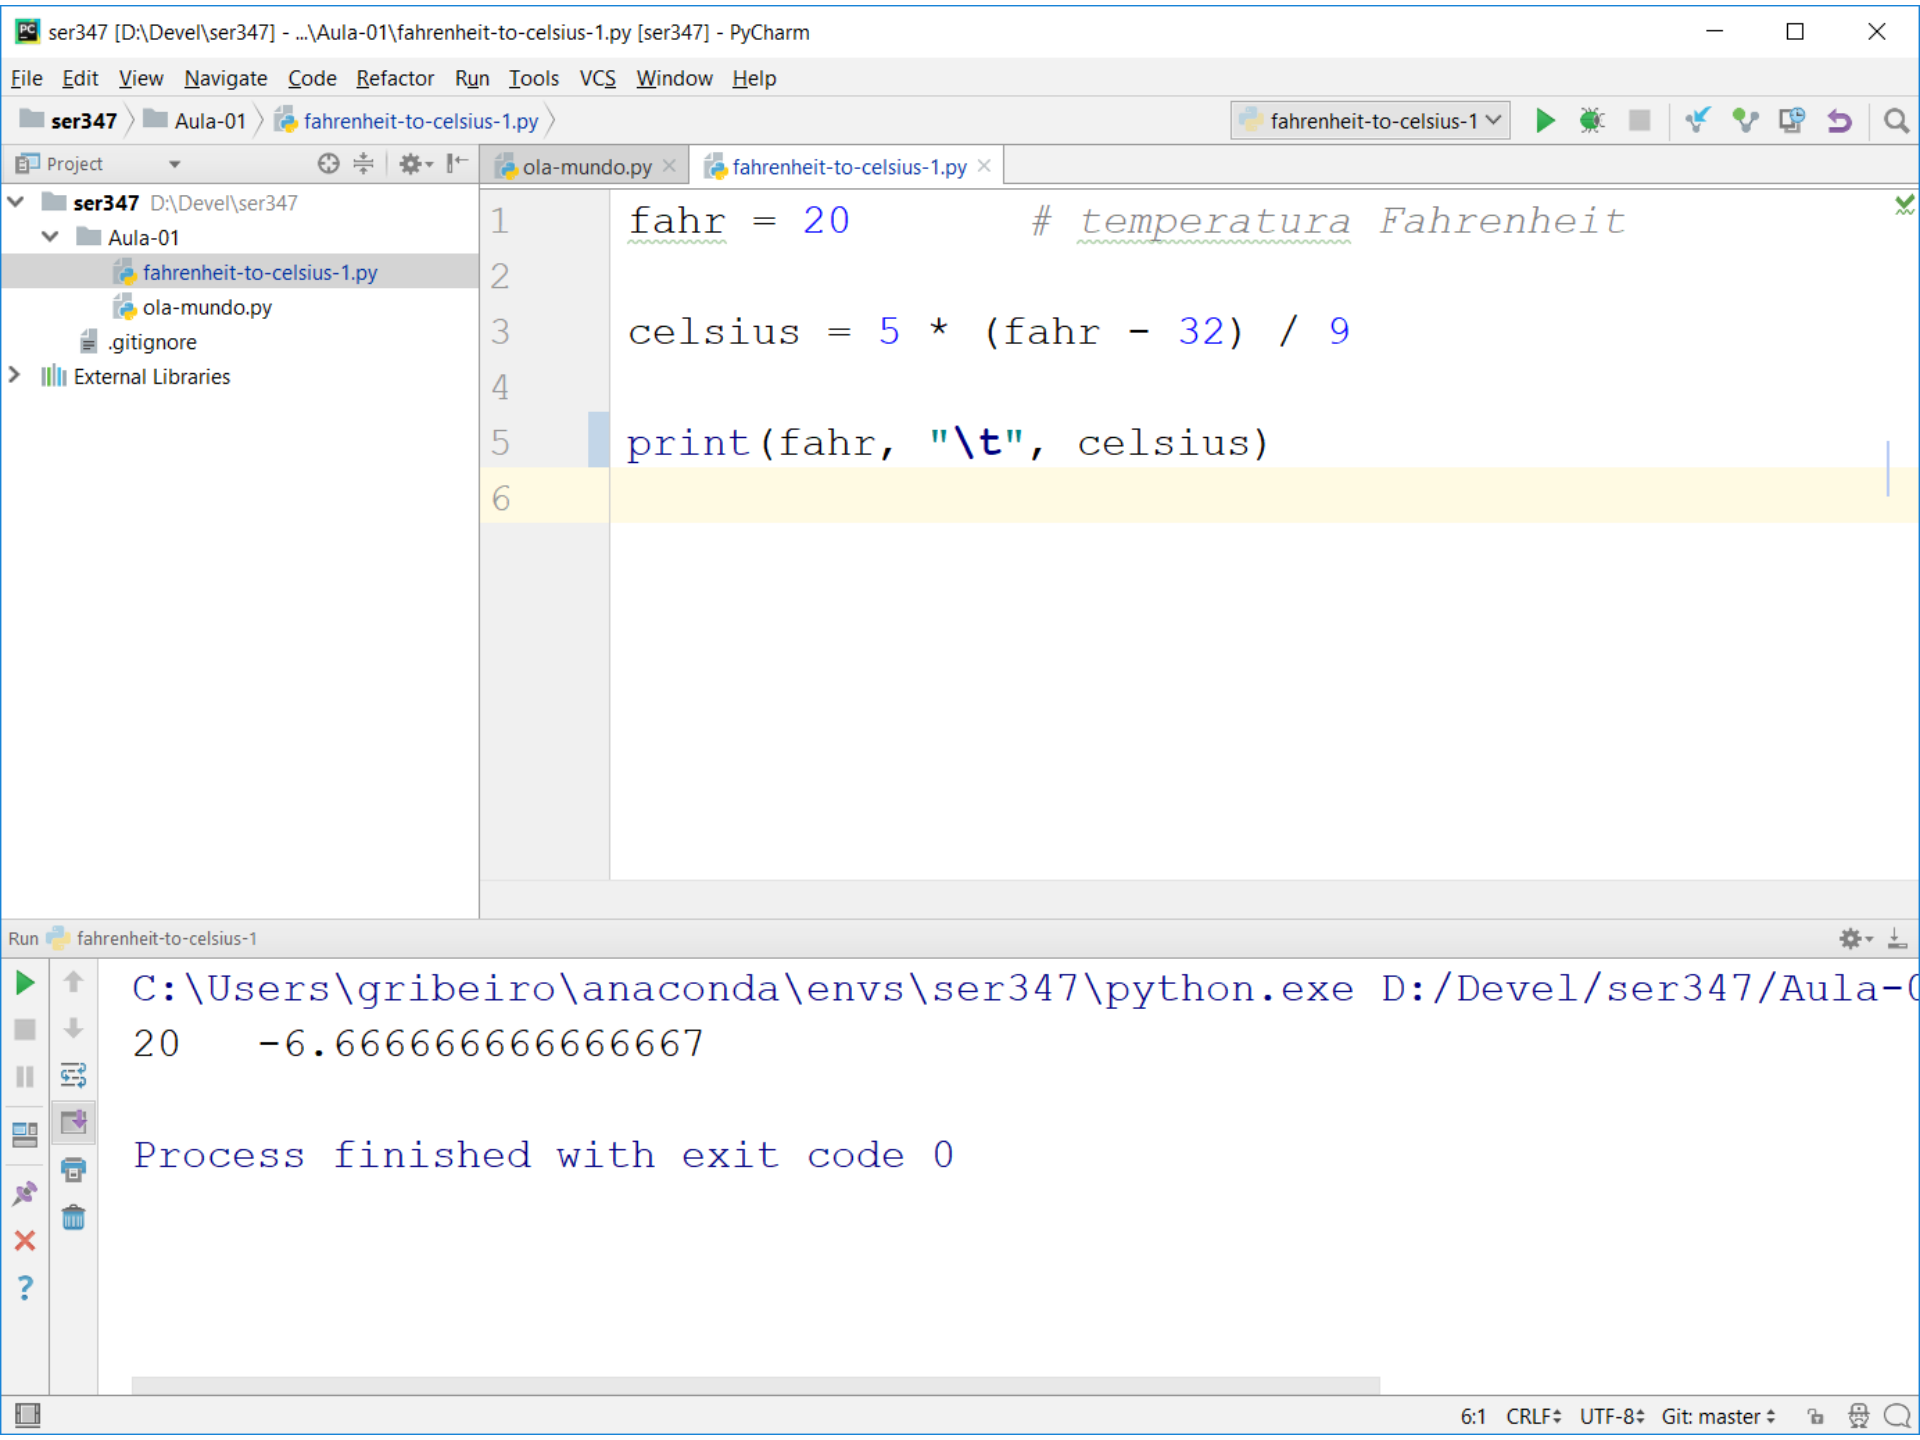 ser347 [D:\Devel\ser347] - ...\Aula-01\fahrenheit-to-celsius-1.py [ser347] - PyCharm
File Edit View Navigate Code Refactor Run Tools VCS Window Help
ser347 Aula-01 fahrenheit-to-celsius-1.py fahrenheit-to-celsius-1
Project
ola-mundo.py fahrenheit-to-celsius-1.py
ser347 D:\Devel\ser347
Aula-01
fahrenheit-to-celsius-1.py
ola-mundo.py
.gitignore
External Libraries
1 fahr = 20 # temperatura Fahrenheit
2
3 celsius = 5 * (fahr - 32) / 9
4
5 print(fahr, "\t", celsius)
6
Run fahrenheit-to-celsius-1
C:\Users\gribeiro\anaconda\envs\ser347\python.exe D:/Devel/ser347/Aula-0
20 -6.666666666666667
Process finished with exit code 0
6:1 CRLF UTF-8 Git: master